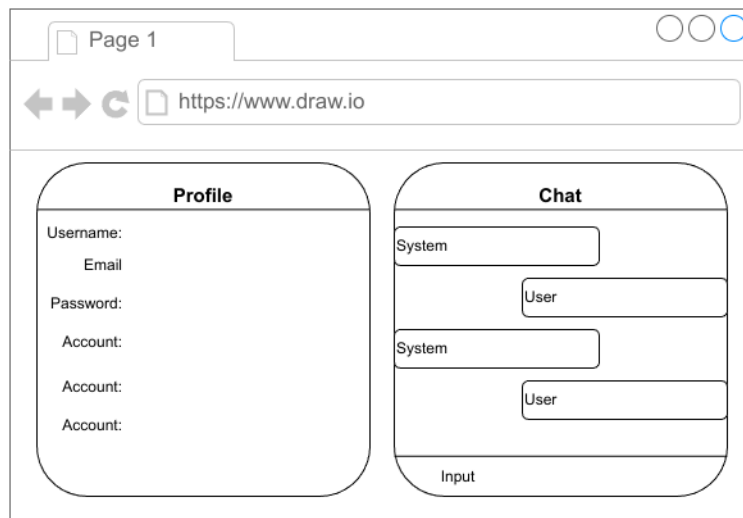 Page 1
https://www.draw.io
Profile
Username:
Email
Password:
Account:
Account:
Account:
Chat
System
User
System
User
Input